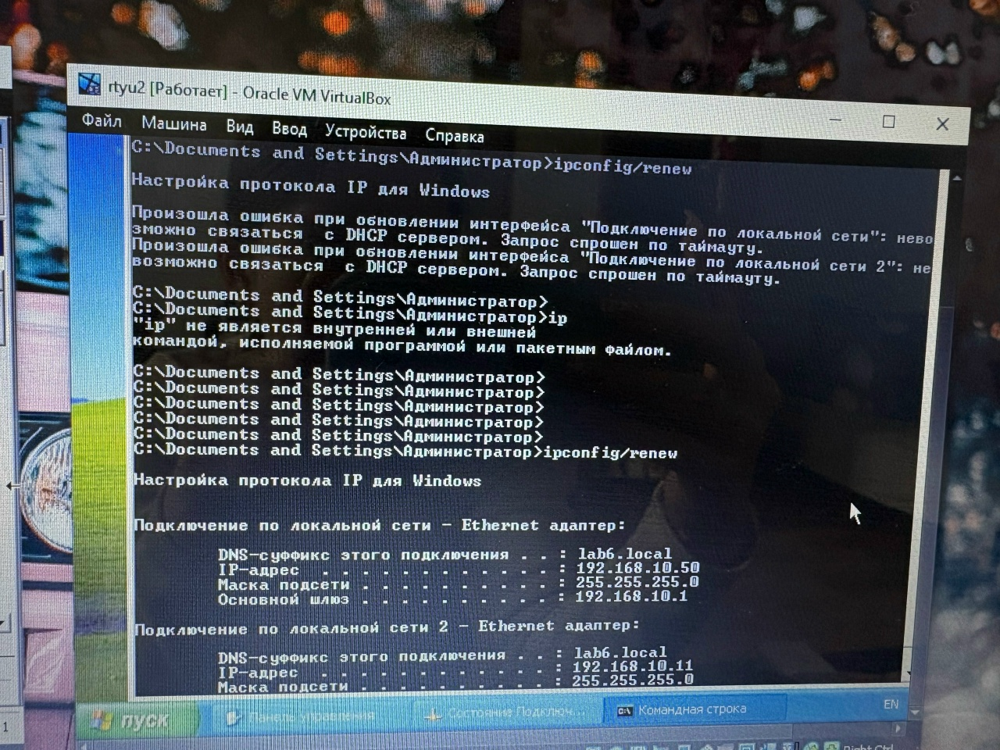 rtyu2 [Работает] - Oracle VM VirtualBox
Файл Машина Вид Ввод Устройства Справка
C:\Documents and Settings\Администратор>ipconfig/renew
Настройка протокола IP для Windows
Произошла ошибка при обновлении интерфейса "Подключение по локальной сети": нево
зможно связаться с DHCP сервером. Запрос спрошен по таймауту.
Произошла ошибка при обновлении интерфейса "Подключение по локальной сети 2": не
возможно связаться с DHCP сервером. Запрос спрошен по таймауту.
C:\Documents and Settings\Администратор>
C:\Documents and Settings\Администратор>ip
"ip" не является внутренней или внешней
командой, исполняемой программой или пакетным файлом.
C:\Documents and Settings\Администратор>
C:\Documents and Settings\Администратор>
C:\Documents and Settings\Администратор>
C:\Documents and Settings\Администратор>
C:\Documents and Settings\Администратор>
C:\Documents and Settings\Администратор>ipconfig/renew
Настройка протокола IP для Windows
Подключение по локальной сети - Ethernet адаптер:
DNS-суффикс этого подключения . . : lab6.local
IP-адрес . . . . . . . . . . . . : 192.168.10.50
Маска подсети . . . . . . . . . . : 255.255.255.0
Основной шлюз . . . . . . . . . . : 192.168.10.1
Подключение по локальной сети 2 - Ethernet адаптер:
DNS-суффикс этого подключения . . : lab6.local
IP-адрес . . . . . . . . . . . . : 192.168.10.11
Маска подсети . . . . . . . . . . : 255.255.255.0
пуск Панель управления Состояние Подключ... Командная строка EN
1
Right Ctrl